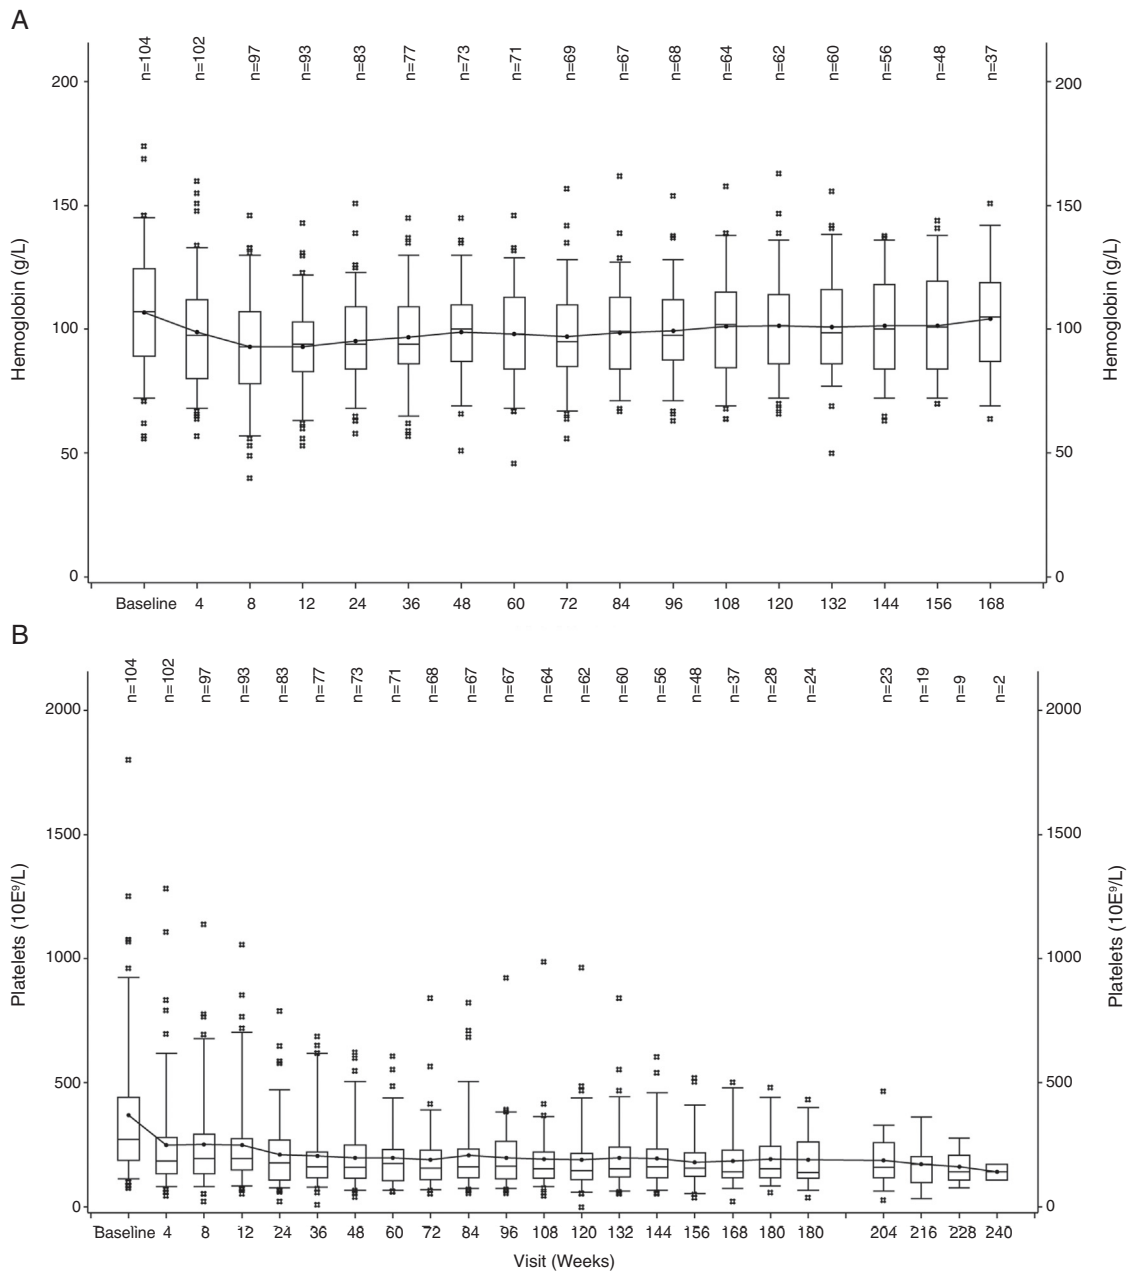 A
n=104 n=102 n=97 n=93 n=83 n=77 n=73 n=71 n=69 n=67 n=68 n=64 n=62 n=60 n=56 n=48 n=37
200 200
150 150
Hemoglobin (g/L) Hemoglobin (g/L)
100 100
50 50
0 0
Baseline 4 8 12 24 36 48 60 72 84 96 108 120 132 144 156 168
B
n=104 n=102 n=97 n=93 n=83 n=77 n=73 n=71 n=68 n=67 n=67 n=64 n=62 n=60 n=56 n=48 n=37 n=28 n=24 n=23 n=19 n=9 n=2
2000 2000
1500 1500
Platelets (10E⁹/L) Platelets (10E⁹/L)
1000 1000
500 500
0 0
Baseline 4 8 12 24 36 48 60 72 84 96 108 120 132 144 156 168 180 180 204 216 228 240
Visit (Weeks)